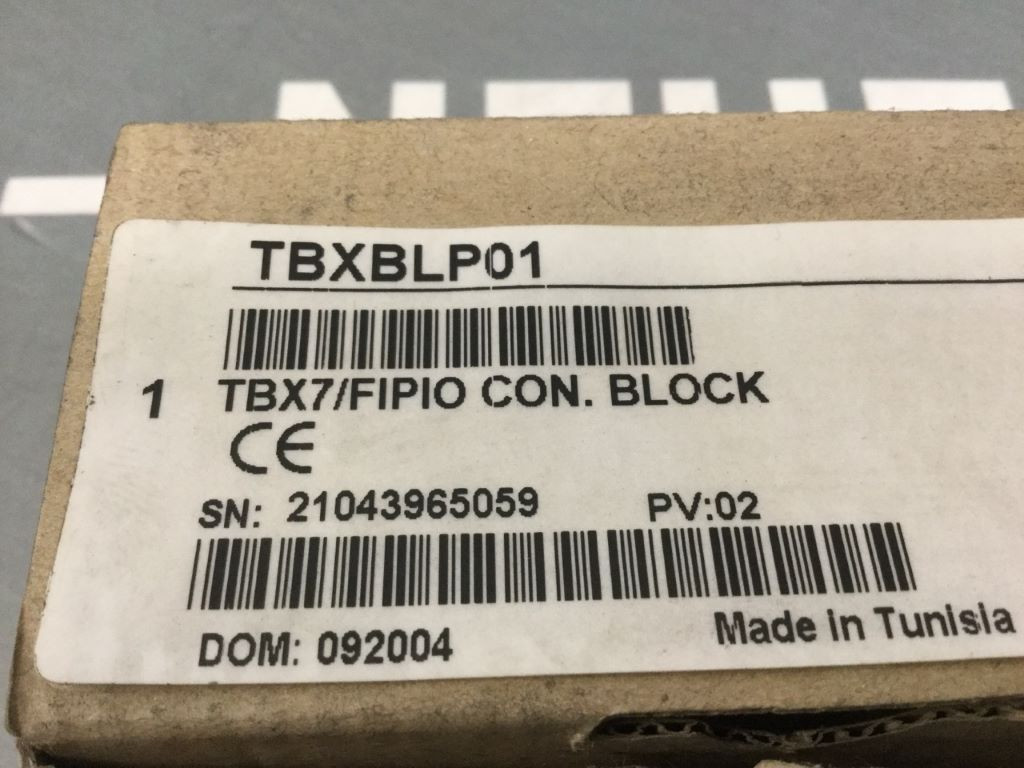 TBXBLP01
1 TBX7/FIPIO CON. BLOCK
CE
SN: 21043965059 PV:02
DOM: 092004 Made in Tunisia